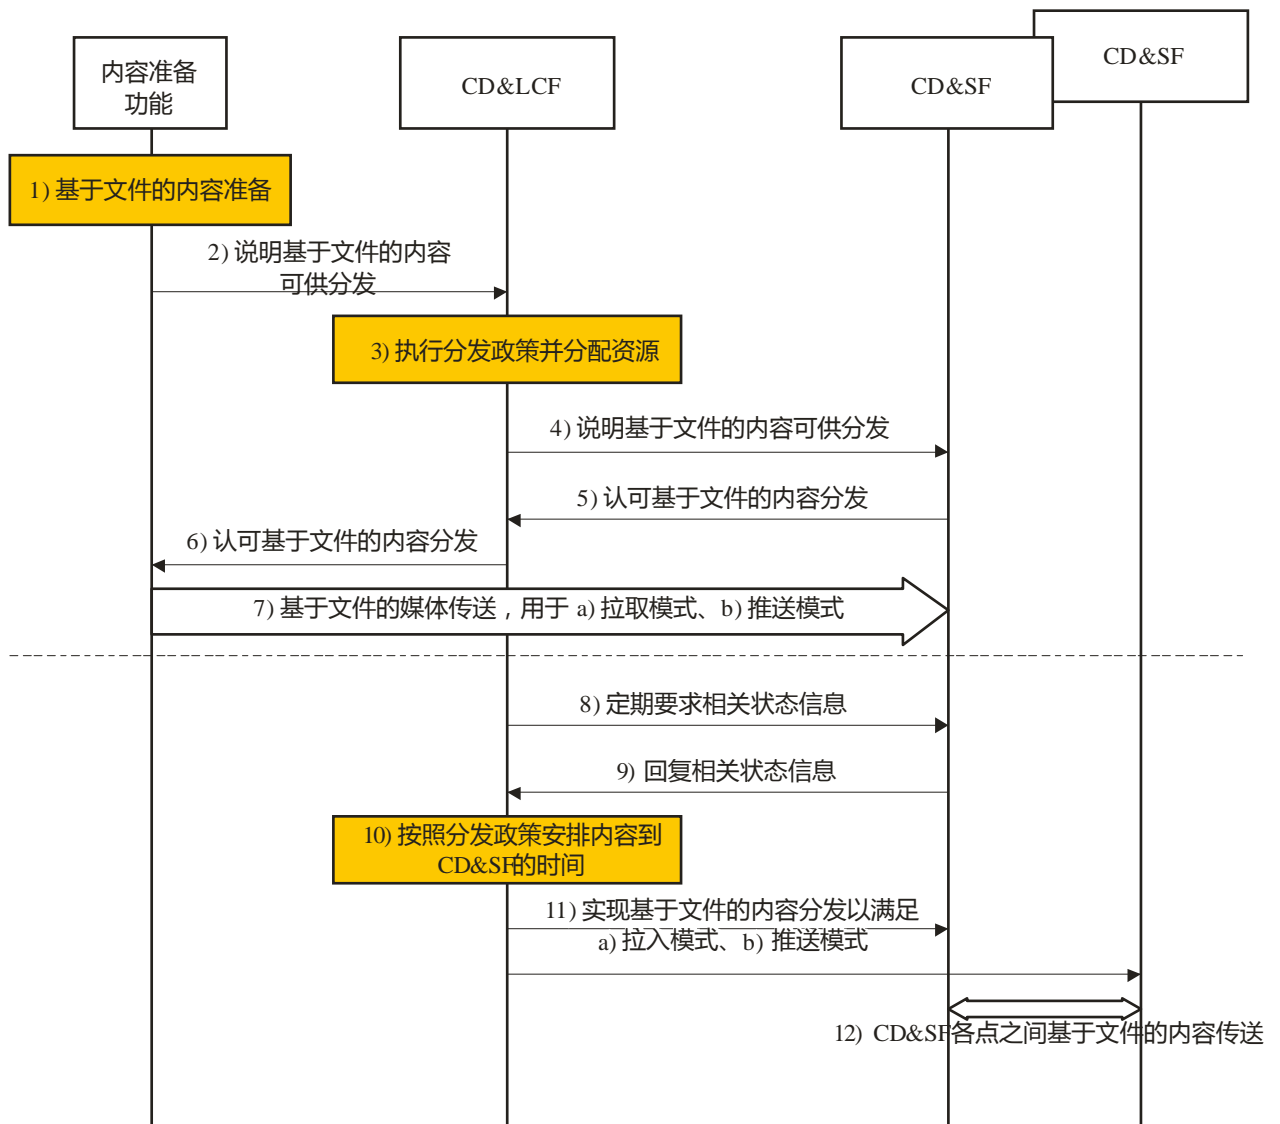 内容准备
功能
CD&LCF
CD&SF
CD&SF
1) 基于文件的内容准备
2) 说明基于文件的内容
可供分发
3) 执行分发政策并分配资源
4) 说明基于文件的内容可供分发
5) 认可基于文件的内容分发
6) 认可基于文件的内容分发
7) 基于文件的媒体传送，用于 a) 拉取模式、b) 推送模式
8) 定期要求相关状态信息
9) 回复相关状态信息
10) 按照分发政策安排内容到
CD&SF的时间
11) 实现基于文件的内容分发以满足
a) 拉入模式、b) 推送模式
12) CD&SF各点之间基于文件的内容传送